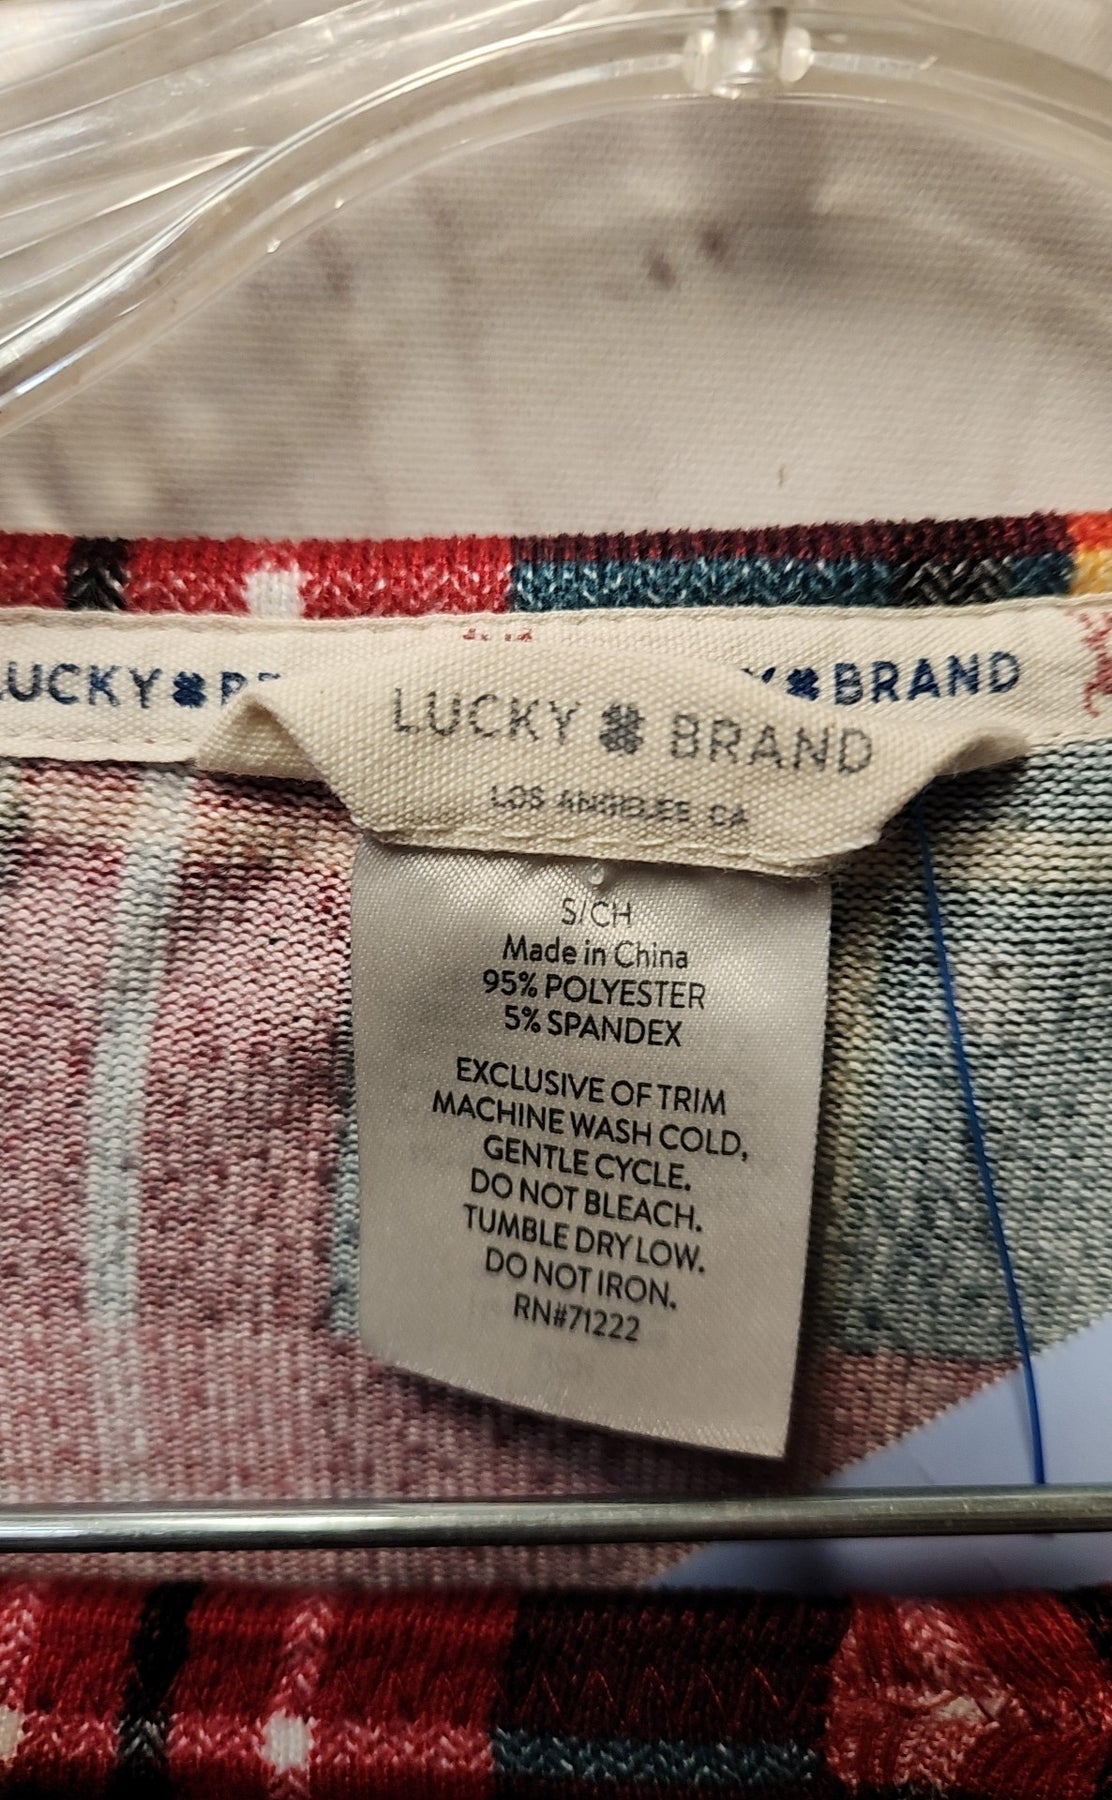 LUCKY BRAND
LUCKY BRAND
LOS ANGELES CA
S/CH
Made in China
95% POLYESTER
5% SPANDEX
EXCLUSIVE OF TRIM
MACHINE WASH COLD,
GENTLE CYCLE.
DO NOT BLEACH.
TUMBLE DRY LOW.
DO NOT IRON.
RN#71222